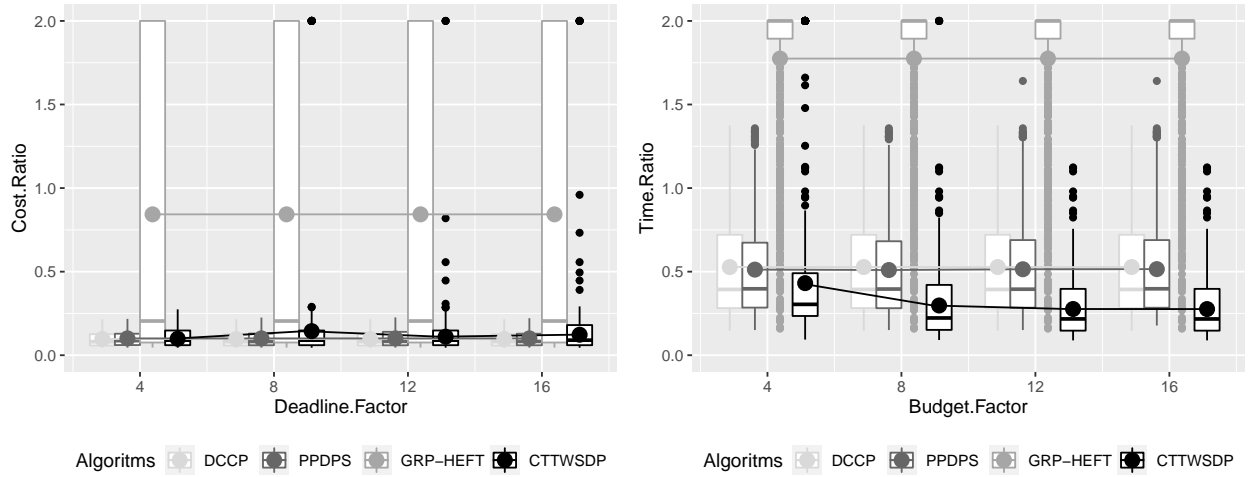 2.0
1.5
1.0
0.5
0.0
Cost.Ratio
4 8 12 16
Deadline.Factor
Algoritms DCCP PPDPS GRP−HEFT CTTWSDP
2.0
1.5
1.0
0.5
0.0
Time.Ratio
4 8 12 16
Budget.Factor
Algoritms DCCP PPDPS GRP−HEFT CTTWSDP